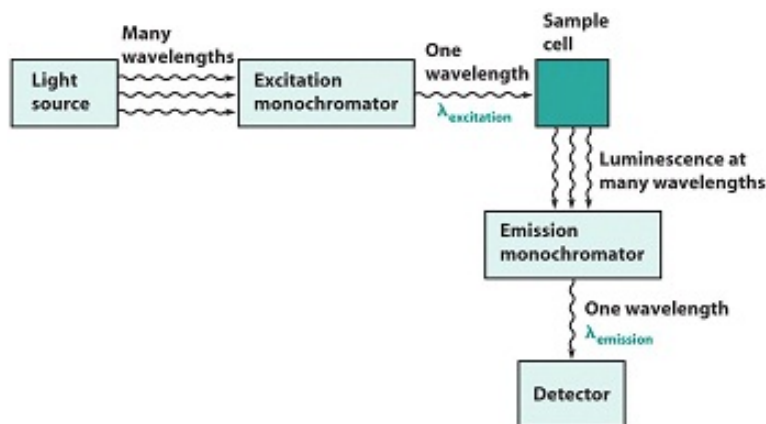 Many
wavelengths
Light
source
Excitation
monochromator
One
wavelength
λexcitation
Sample
cell
Luminescence at
many wavelengths
Emission
monochromator
One wavelength
λemission
Detector